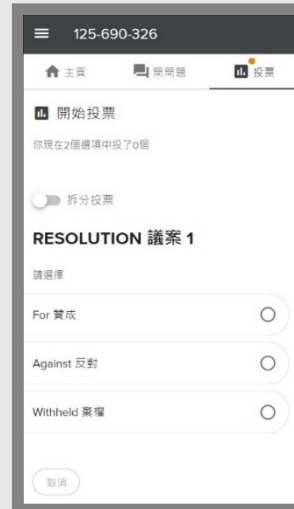 125-690-326
主頁 問問題 投票
開始投票
你現在2個選項中投了0個
拆分投票
RESOLUTION 議案 1
請選擇
For 贊成
Against 反對
Withheld 棄權
取消